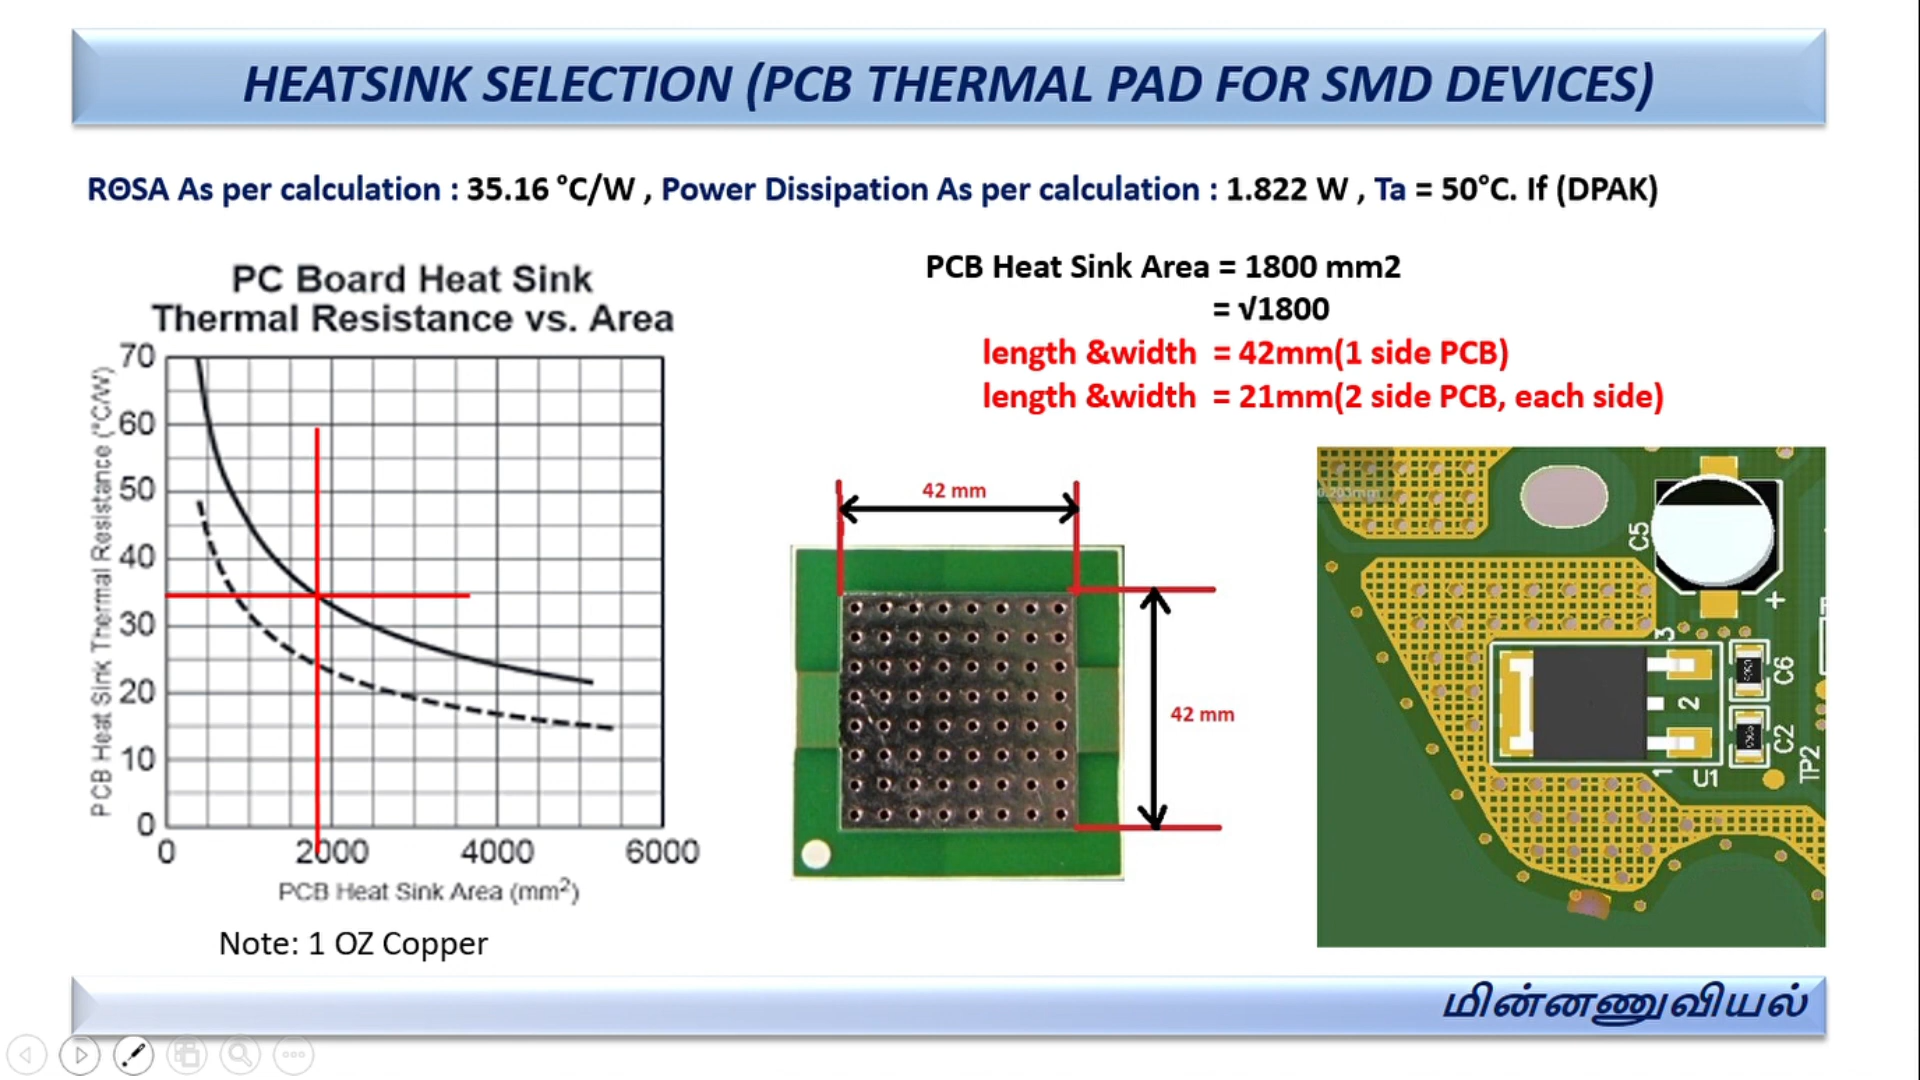 HEATSINK SELECTION (PCB THERMAL PAD FOR SMD DEVICES)
RΘSA As per calculation : 35.16 °C/W , Power Dissipation As per calculation : 1.822 W , Ta = 50°C. If (DPAK)
PC Board Heat Sink
Thermal Resistance vs. Area
PCB Heat Sink Thermal Resistance (°C/W)
70
60
50
40
30
20
10
0
0 2000 4000 6000
PCB Heat Sink Area (mm²)
Note: 1 OZ Copper
PCB Heat Sink Area = 1800 mm2
= √1800
length &width = 42mm(1 side PCB)
length &width = 21mm(2 side PCB, each side)
42 mm
42 mm
0.203mm
C5
+
3
2
1
U1
C6
C2
TP2
மின்னணுவியல்